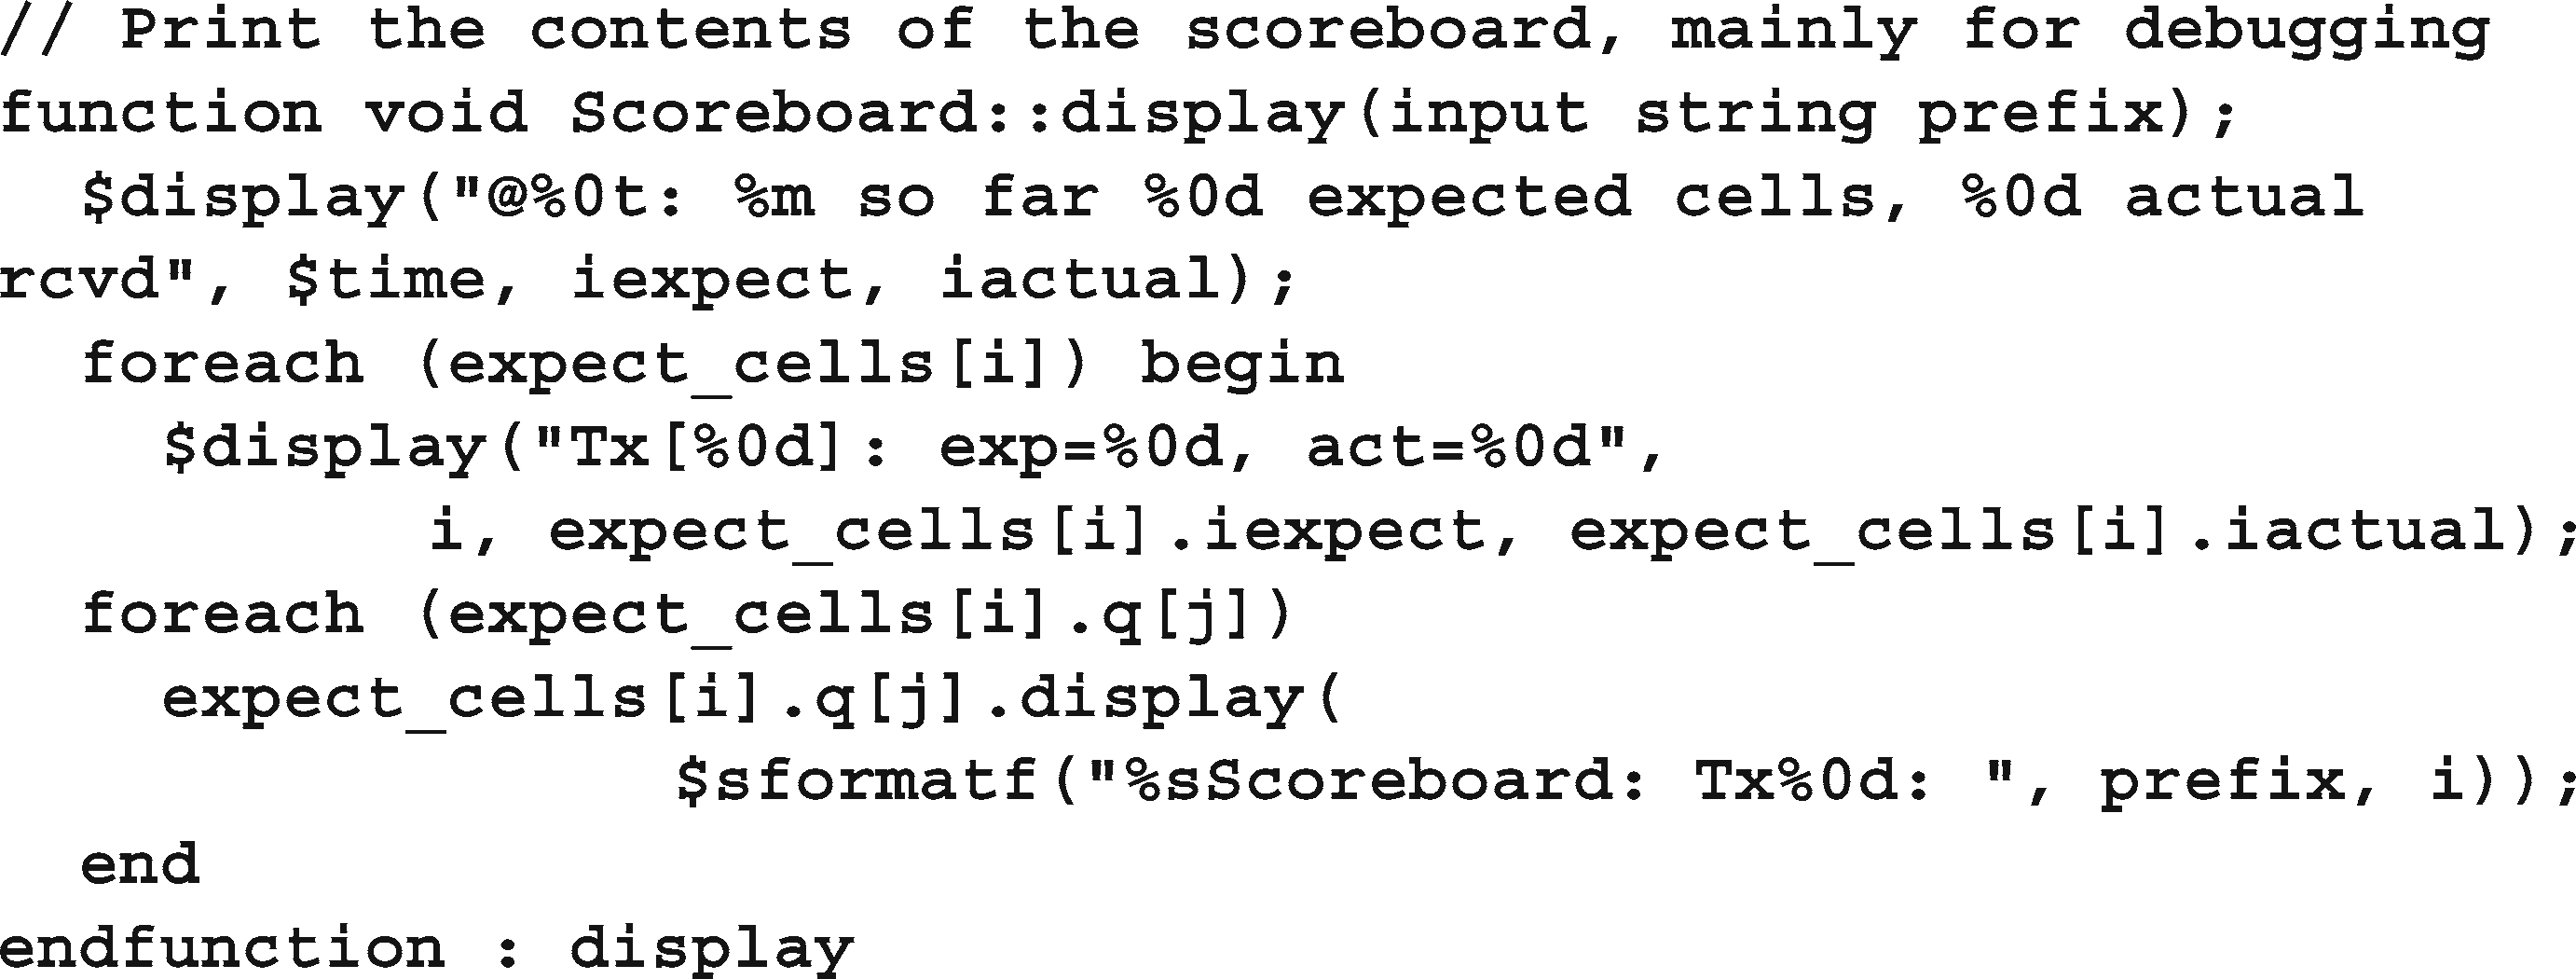 // Print the contents of the scoreboard, mainly for debugging
function void Scoreboard::display(input string prefix);
  $display("@%0t: %m so far %0d expected cells, %0d actual
rcvd", $time, iexpect, iactual);
  foreach (expect_cells[i]) begin
    $display("Tx[%0d]: exp=%0d, act=%0d",
          i, expect_cells[i].iexpect, expect_cells[i].iactual);
  foreach (expect_cells[i].q[j])
    expect_cells[i].q[j].display(
                $sformatf("%sScoreboard: Tx%0d: ", prefix, i));
  end
endfunction : display